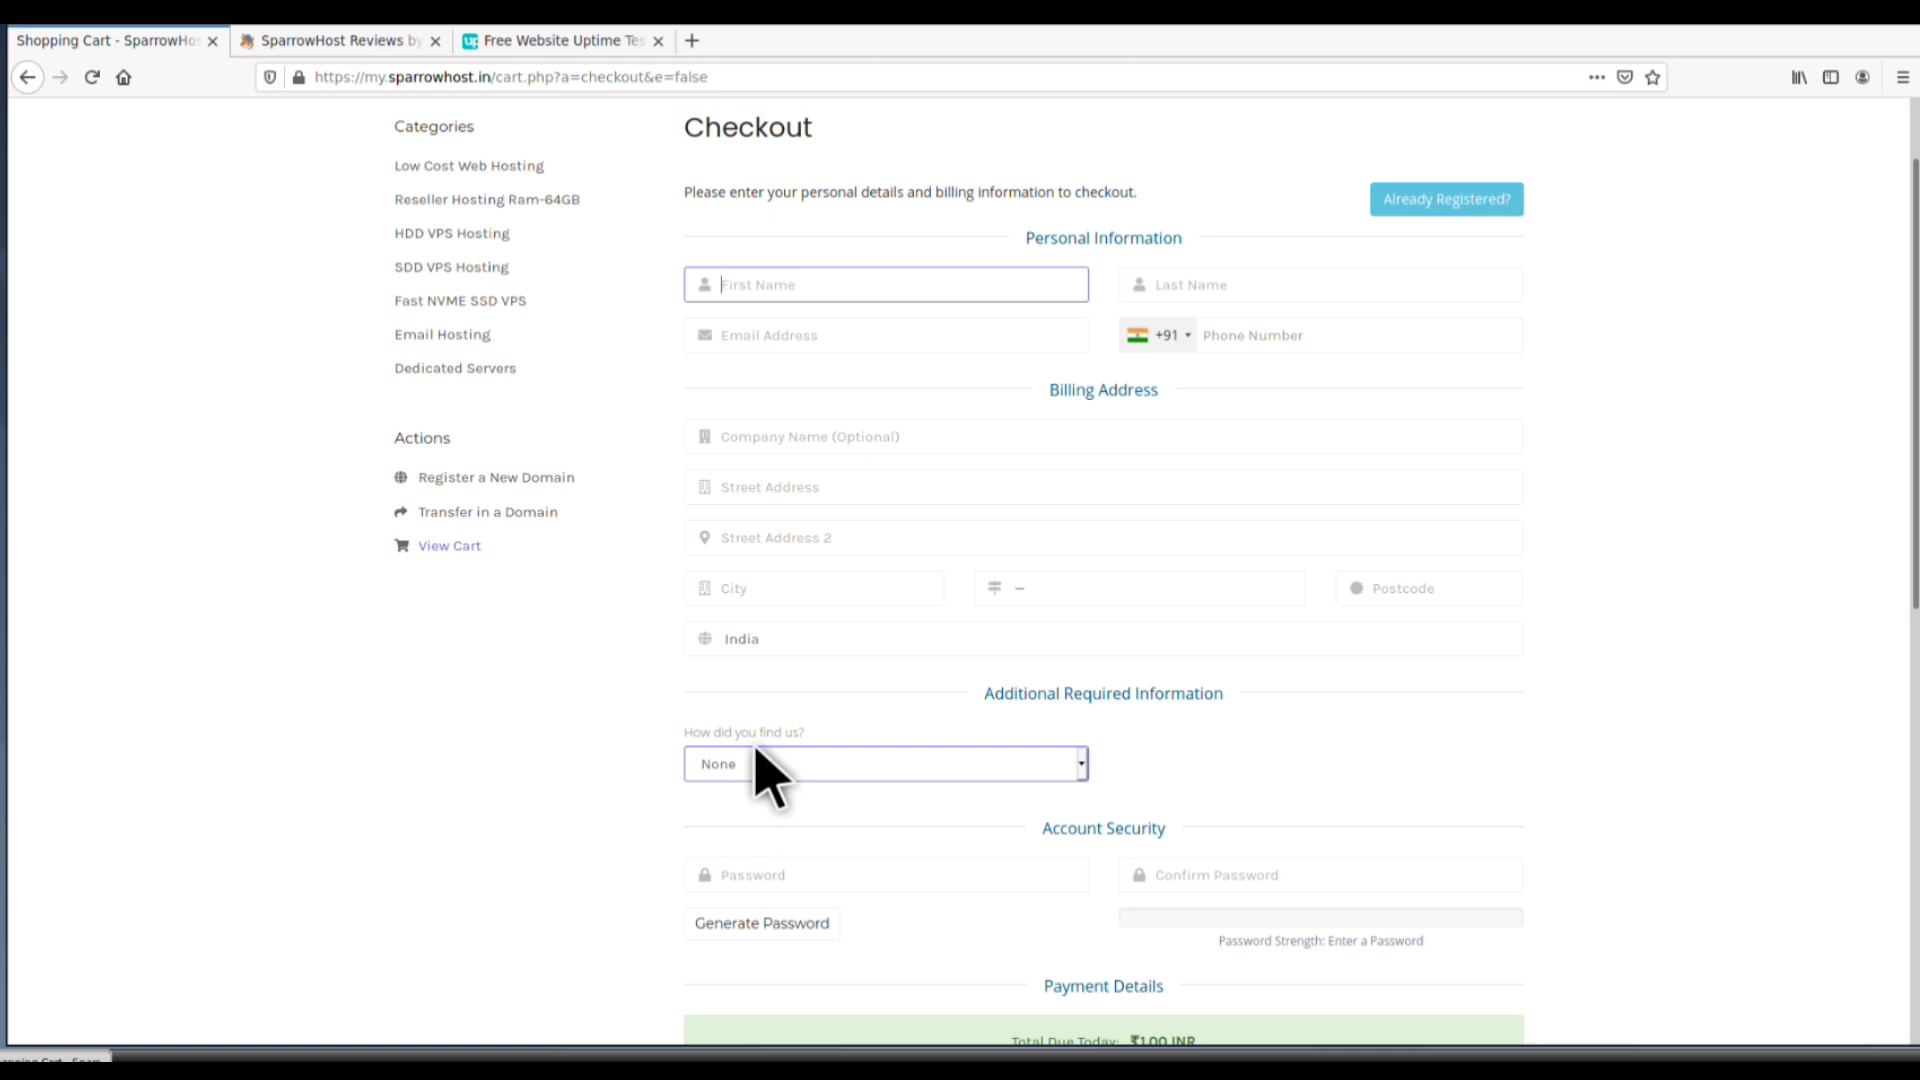 Shopping Cart - SparrowHos
SparrowHost Reviews by
Free Website Uptime Tes
https://my.sparrowhost.in/cart.php?a=checkout&e=false
Categories
Low Cost Web Hosting
Reseller Hosting Ram-64GB
HDD VPS Hosting
SDD VPS Hosting
Fast NVME SSD VPS
Email Hosting
Dedicated Servers
Actions
Register a New Domain
Transfer in a Domain
View Cart
Checkout
Please enter your personal details and billing information to checkout.
Already Registered?
Personal Information
First Name
Last Name
Email Address
+91
Phone Number
Billing Address
Company Name (Optional)
Street Address
Street Address 2
City
–
Postcode
India
Additional Required Information
How did you find us?
None
Account Security
Password
Confirm Password
Generate Password
Password Strength: Enter a Password
Payment Details
Total Due Today: ₹1.00 INR